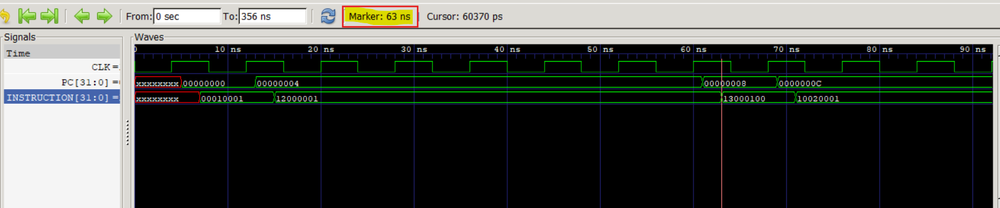 From: 0 sec To: 356 ns Marker: 63 ns Cursor: 60370 ps
Signals Waves
Time 0 10 ns 20 ns 30 ns 40 ns 50 ns 60 ns 70 ns 80 ns 90 ns
CLK =
PC[31:0] = xxxxxxxx 00000000 00000004 00000008 0000000C
INSTRUCTION[31:0] = xxxxxxxx 00010001 12000001 13000100 10020001